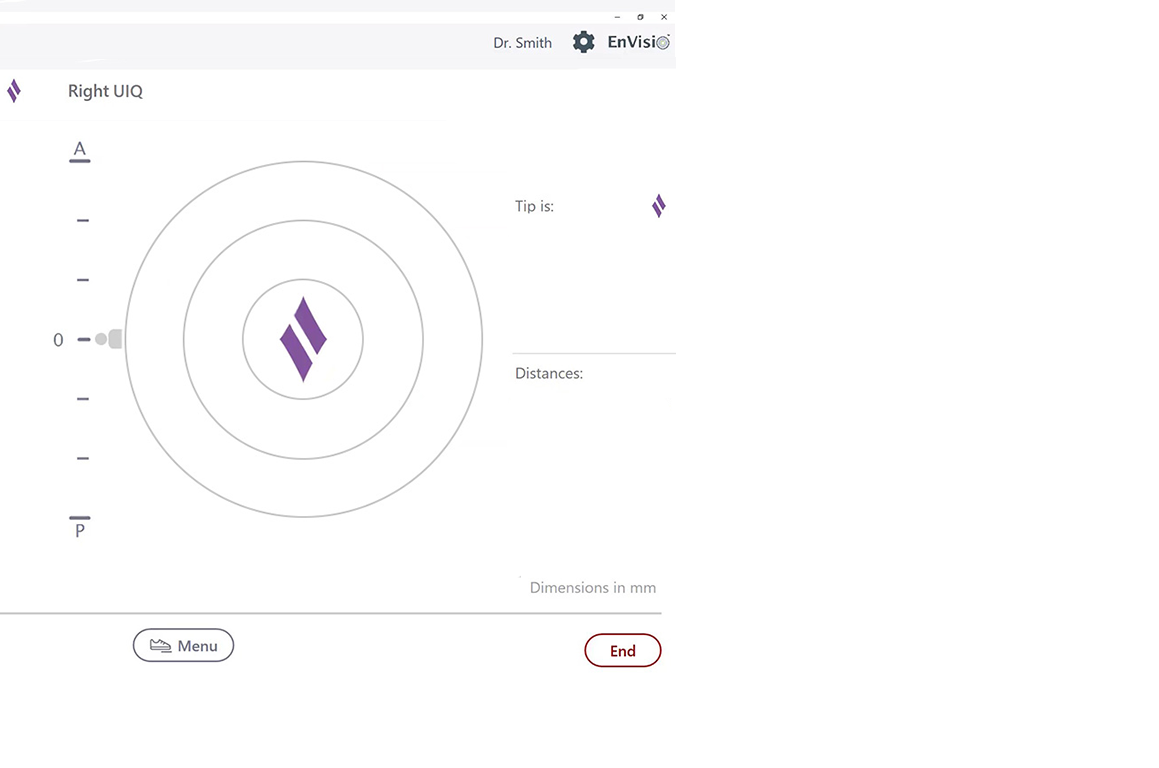 Dr. Smith EnVisio
Right UIQ
A
Tip is:
0
Distances:
P
Dimensions in mm
Menu
End